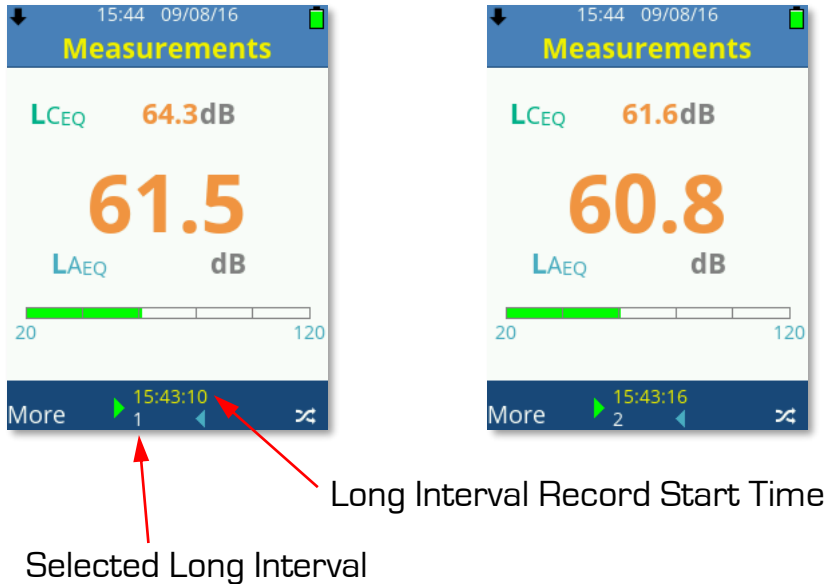 15:44 09/08/16
Measurements
LCEQ 64.3dB
61.5
LAEQ dB
20 120
15:43:10
More 1
15:44 09/08/16
Measurements
LCEQ 61.6dB
60.8
LAEQ dB
20 120
15:43:16
More 2
Long Interval Record Start Time
Selected Long Interval